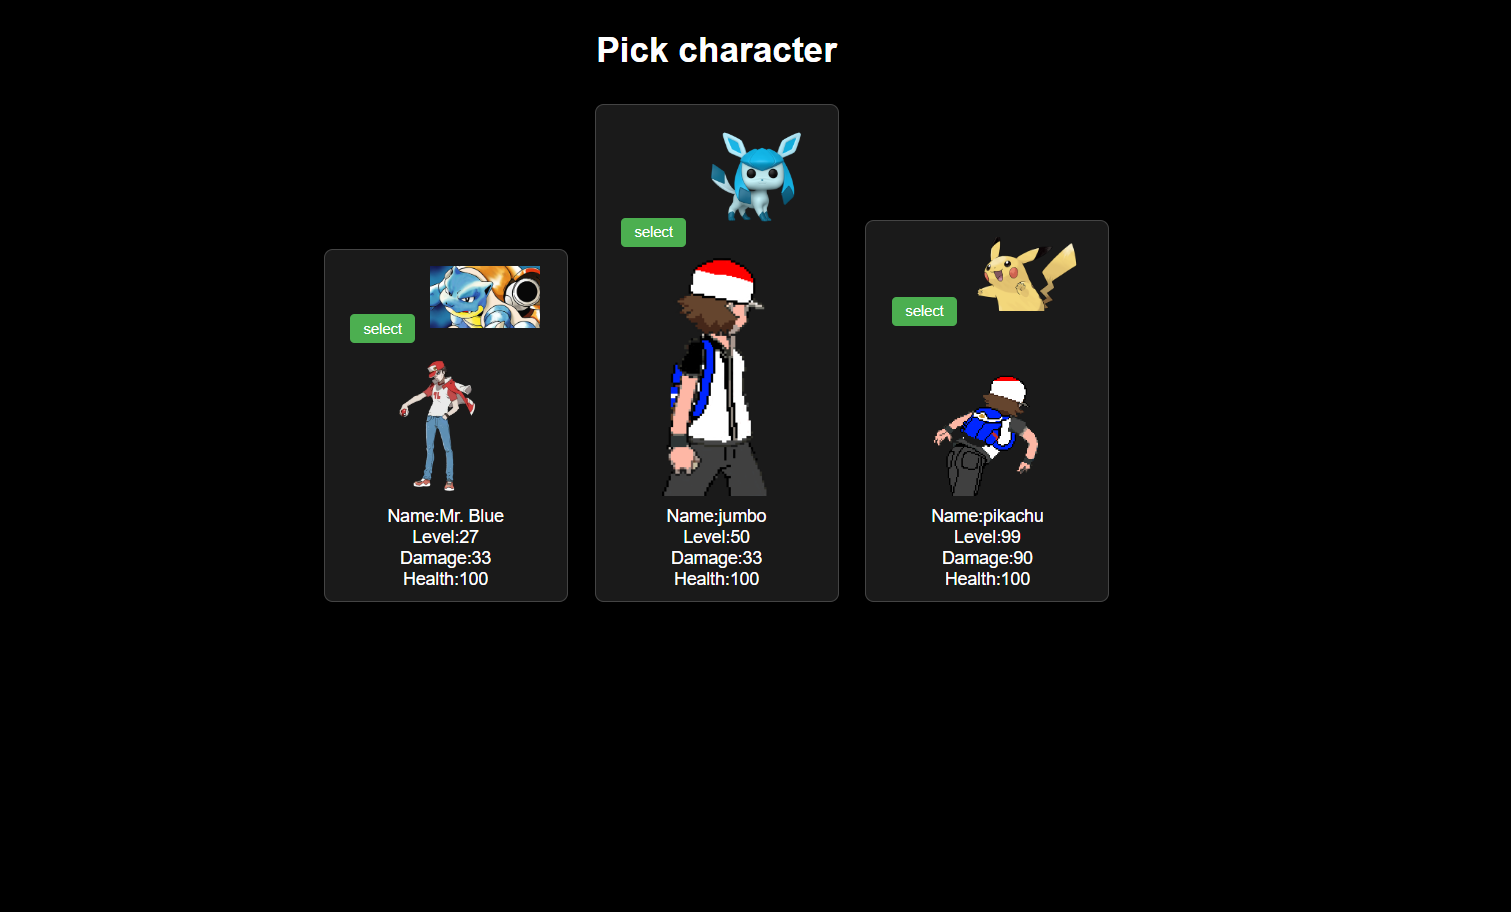 Pick character
select
Name:Mr. Blue
Level:27
Damage:33
Health:100
select
Name:jumbo
Level:50
Damage:33
Health:100
select
Name:pikachu
Level:99
Damage:90
Health:100